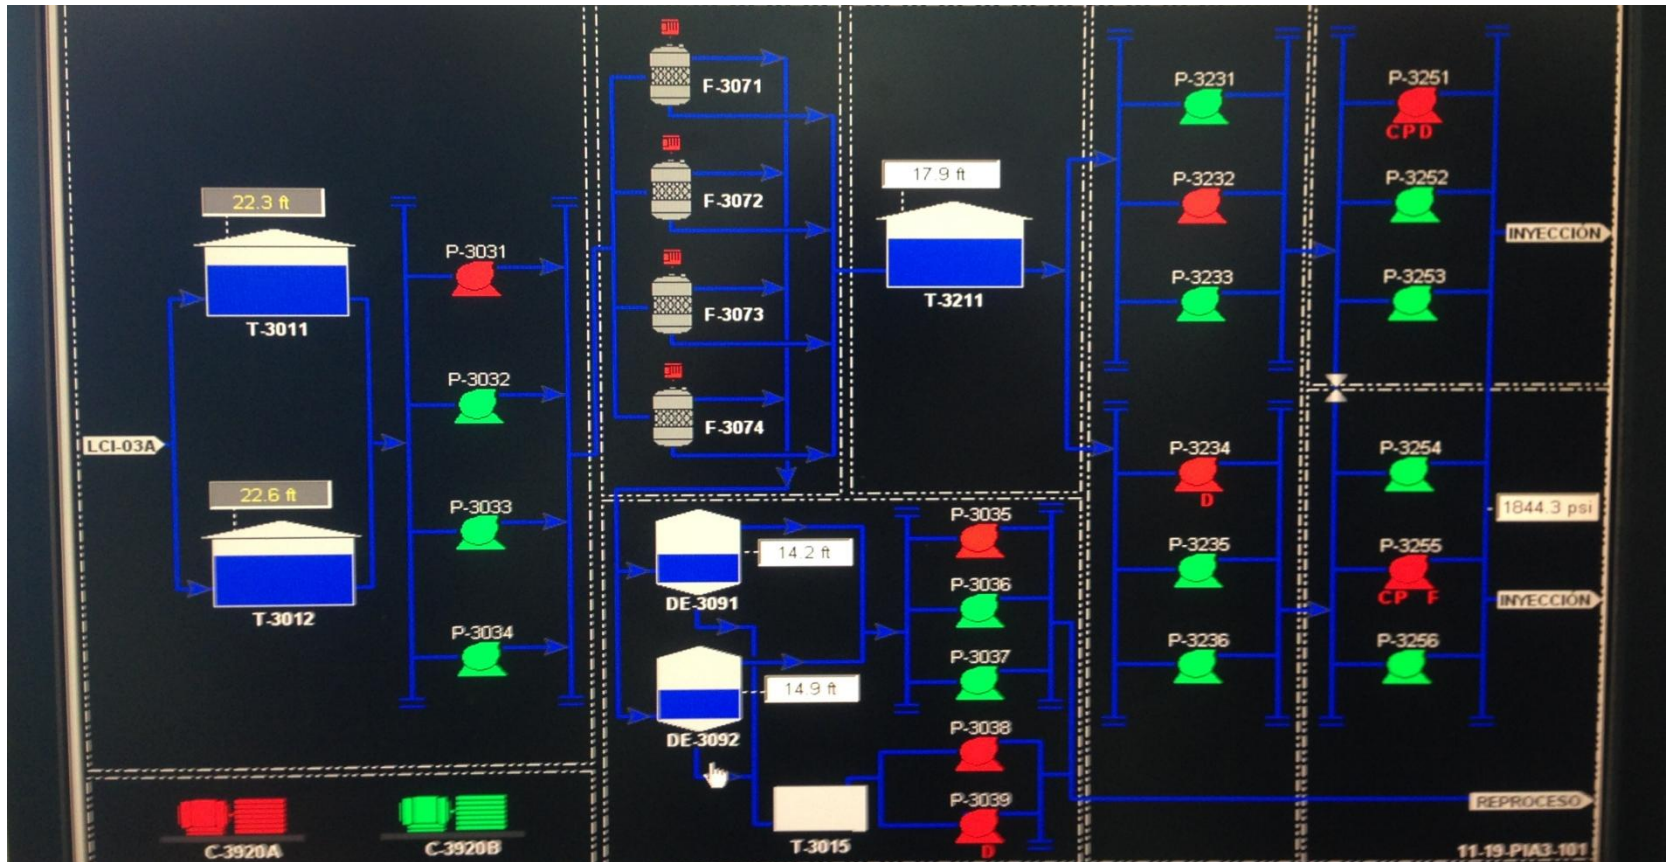 LCI-03A
22.3 ft
T-3011
22.6 ft
T-3012
P-3031
P-3032
P-3033
P-3034
C-3920A
C-3920B
F-3071
F-3072
F-3073
F-3074
17.9 ft
T-3211
14.2 ft
DE-3091
14.9 ft
DE-3092
P-3035
P-3036
P-3037
P-3038
P-3039
D
T-3015
P-3231
P-3232
P-3233
P-3234
D
P-3235
P-3236
P-3251
CPD
P-3252
P-3253
INYECCIÓN
P-3254
1844.3 psi
P-3255
CP F
INYECCIÓN
P-3256
REPROCESO
11-19-PIA3-101